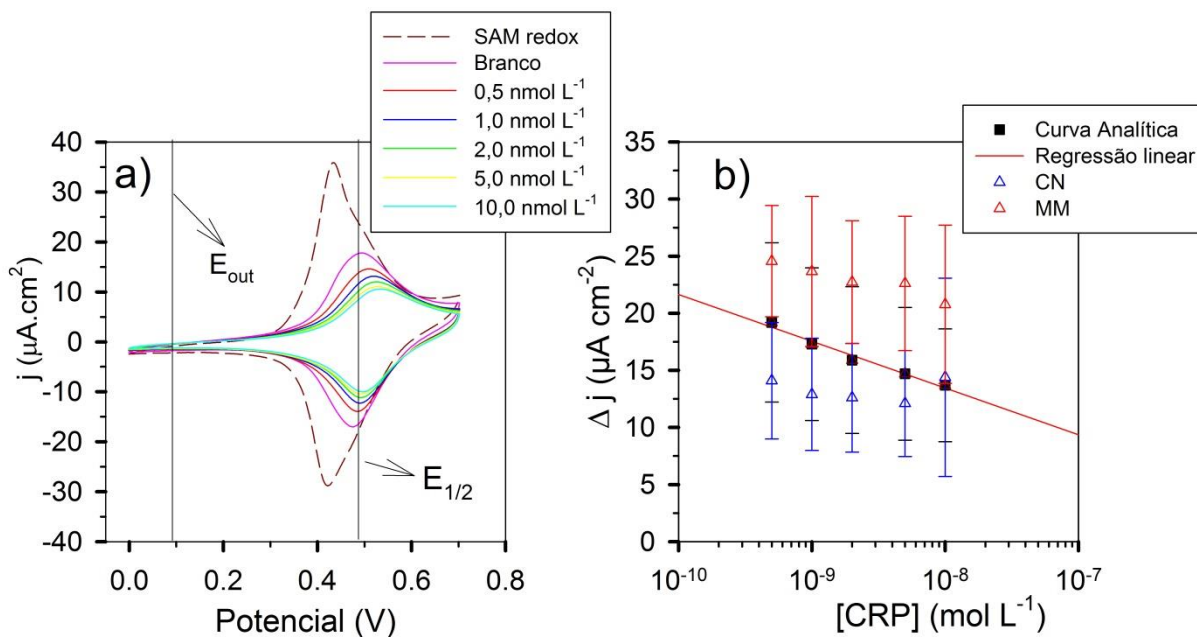 SAM redox
Branco
0,5 nmol L⁻¹
1,0 nmol L⁻¹
2,0 nmol L⁻¹
5,0 nmol L⁻¹
10,0 nmol L⁻¹
a)
E_out
E_1/2
j (µA.cm²)
40
30
20
10
0
-10
-20
-30
-40
0.0 0.2 0.4 0.6 0.8
Potencial (V)
Curva Analítica
Regressão linear
CN
MM
b)
Δ j (µA cm⁻²)
35
30
25
20
15
10
5
0
10⁻¹⁰ 10⁻⁹ 10⁻⁸ 10⁻⁷
[CRP] (mol L⁻¹)